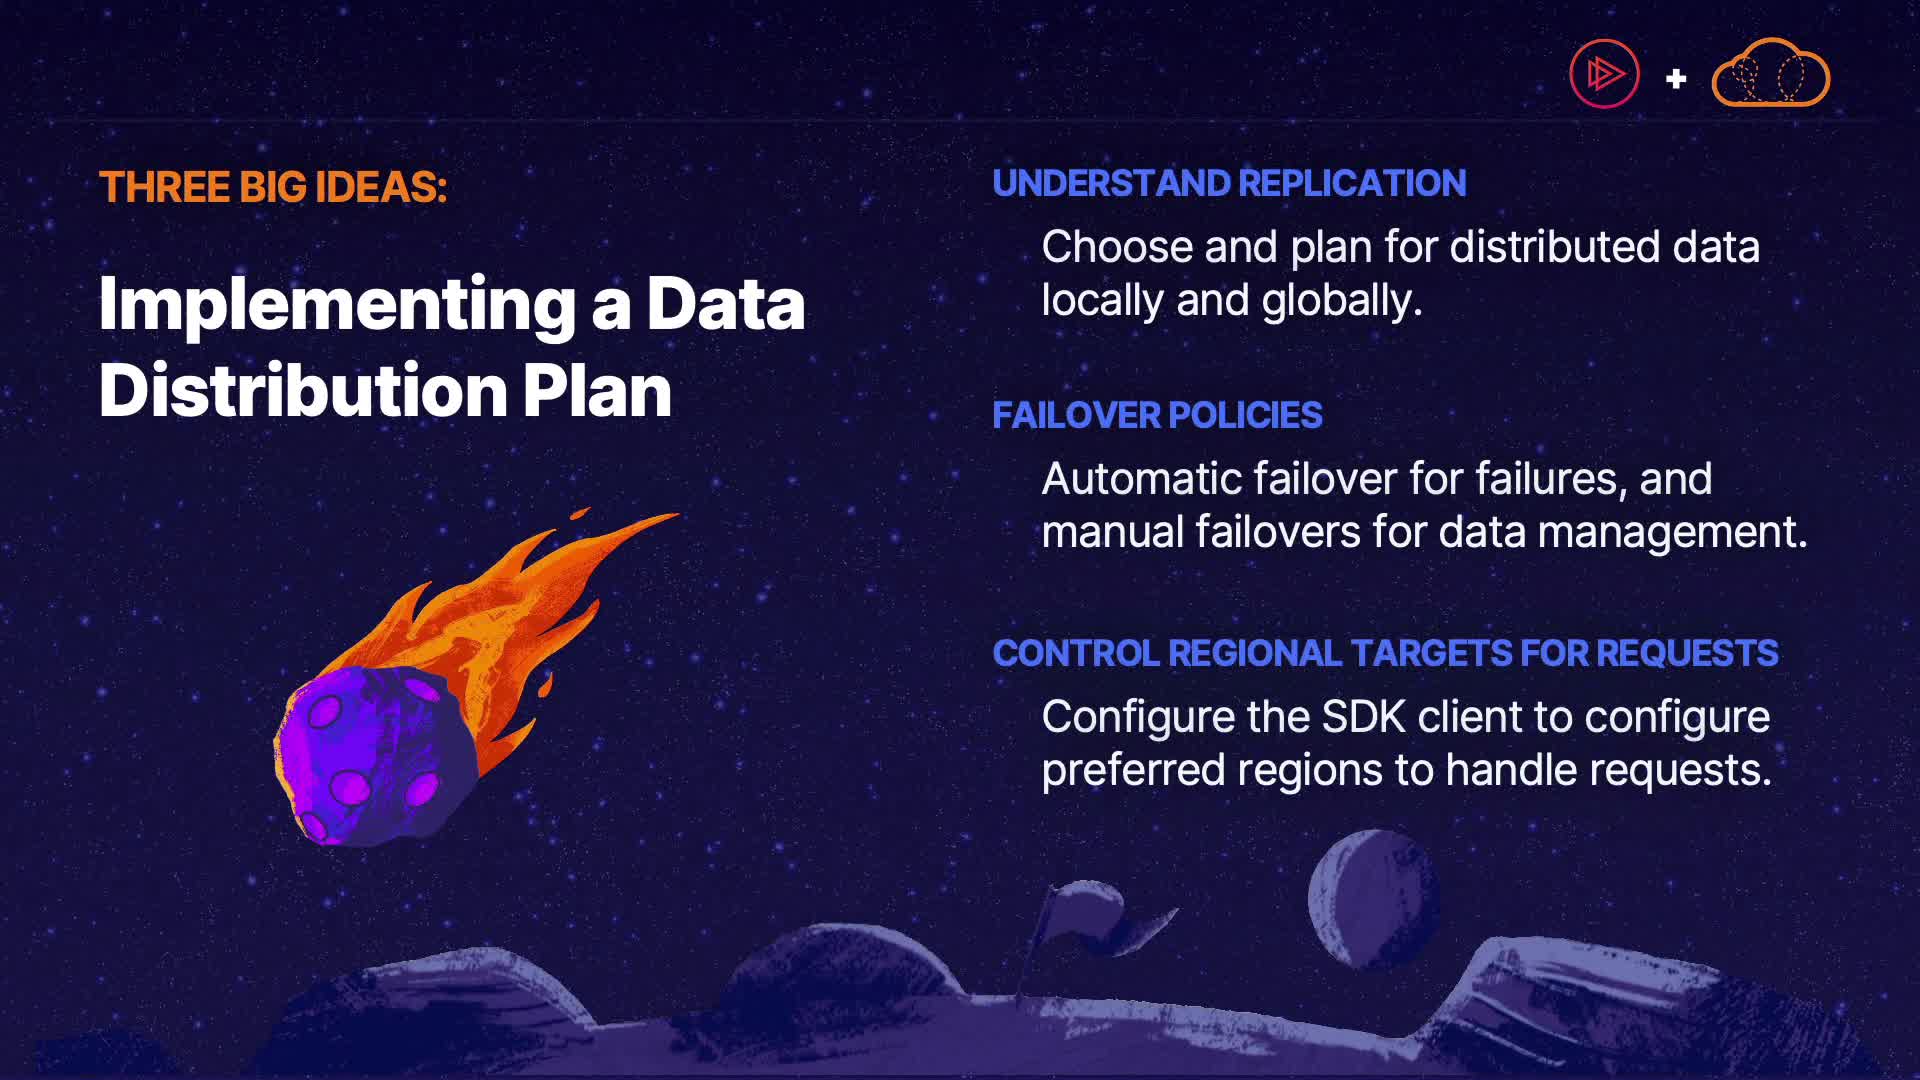 THREE BIG IDEAS:
Implementing a Data
Distribution Plan
UNDERSTAND REPLICATION
Choose and plan for distributed data
locally and globally.
FAILOVER POLICIES
Automatic failover for failures, and
manual failovers for data management.
CONTROL REGIONAL TARGETS FOR REQUESTS
Configure the SDK client to configure
preferred regions to handle requests.